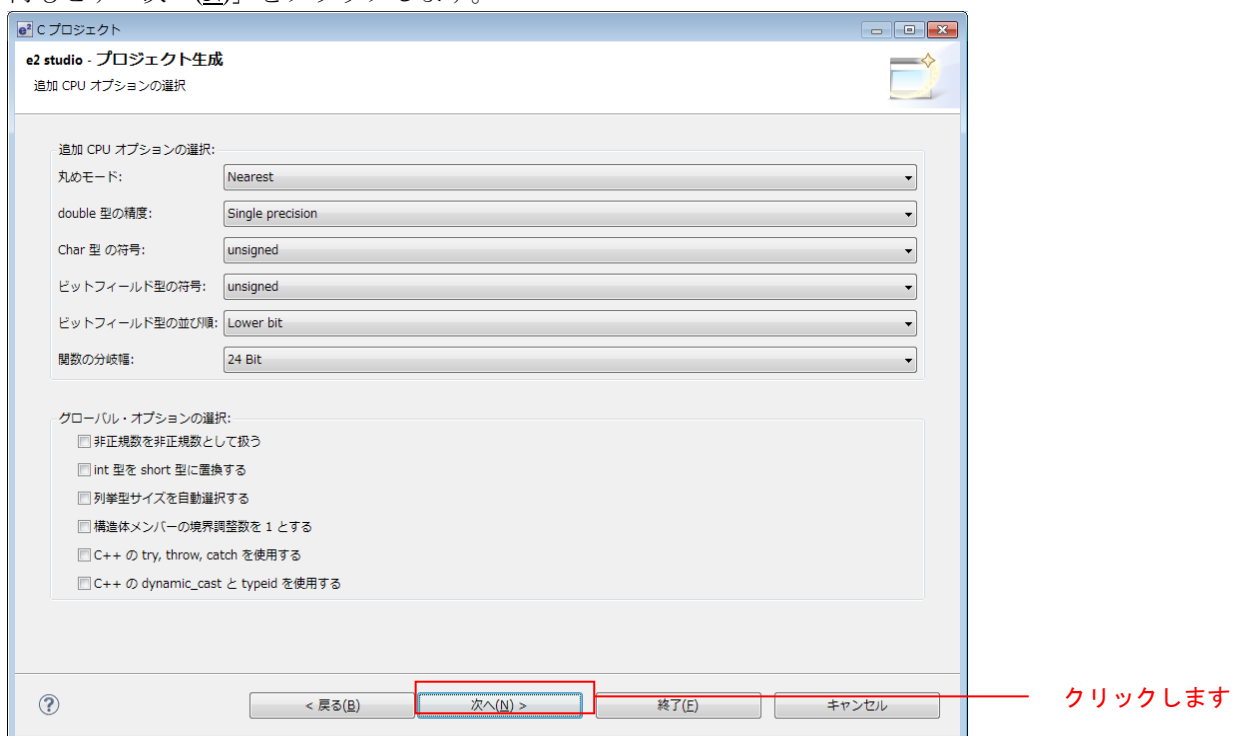 C プロジェクト
e2 studio - プロジェクト生成
追加 CPU オプションの選択
追加 CPU オプションの選択:
丸めモード: Nearest
double 型の精度: Single precision
Char 型 の符号: unsigned
ビットフィールド型の符号: unsigned
ビットフィールド型の並び順: Lower bit
関数の分岐幅: 24 Bit
グローバル・オプションの選択:
非正規数を非正規数として扱う
int 型を short 型に置換する
列挙型サイズを自動選択する
構造体メンバーの境界調整数を 1 とする
C++ の try, throw, catch を使用する
C++ の dynamic_cast と typeid を使用する
< 戻る(B) 次へ(N) > 終了(F) キャンセル クリックします